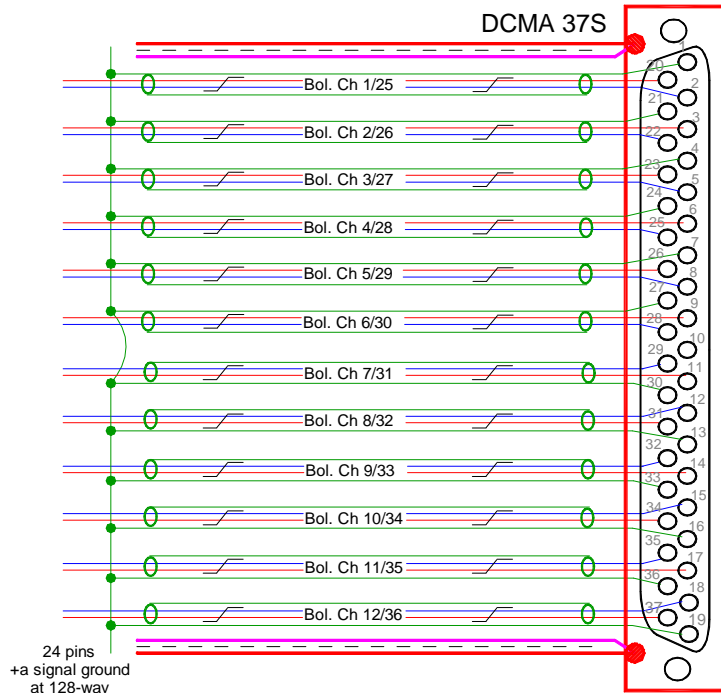 DCMA 37S
1
20
2
Bol. Ch 1/25
21
3
Bol. Ch 2/26
22
4
23
Bol. Ch 3/27
5
24
6
Bol. Ch 4/28
25
7
26
Bol. Ch 5/29
8
27
9
Bol. Ch 6/30
28
10
29
Bol. Ch 7/31
11
30
12
Bol. Ch 8/32
31
13
32
Bol. Ch 9/33
14
33
15
34
Bol. Ch 10/34
16
35
Bol. Ch 11/35
17
36
18
Bol. Ch 12/36
37
19
24 pins
+a signal ground
at 128-way